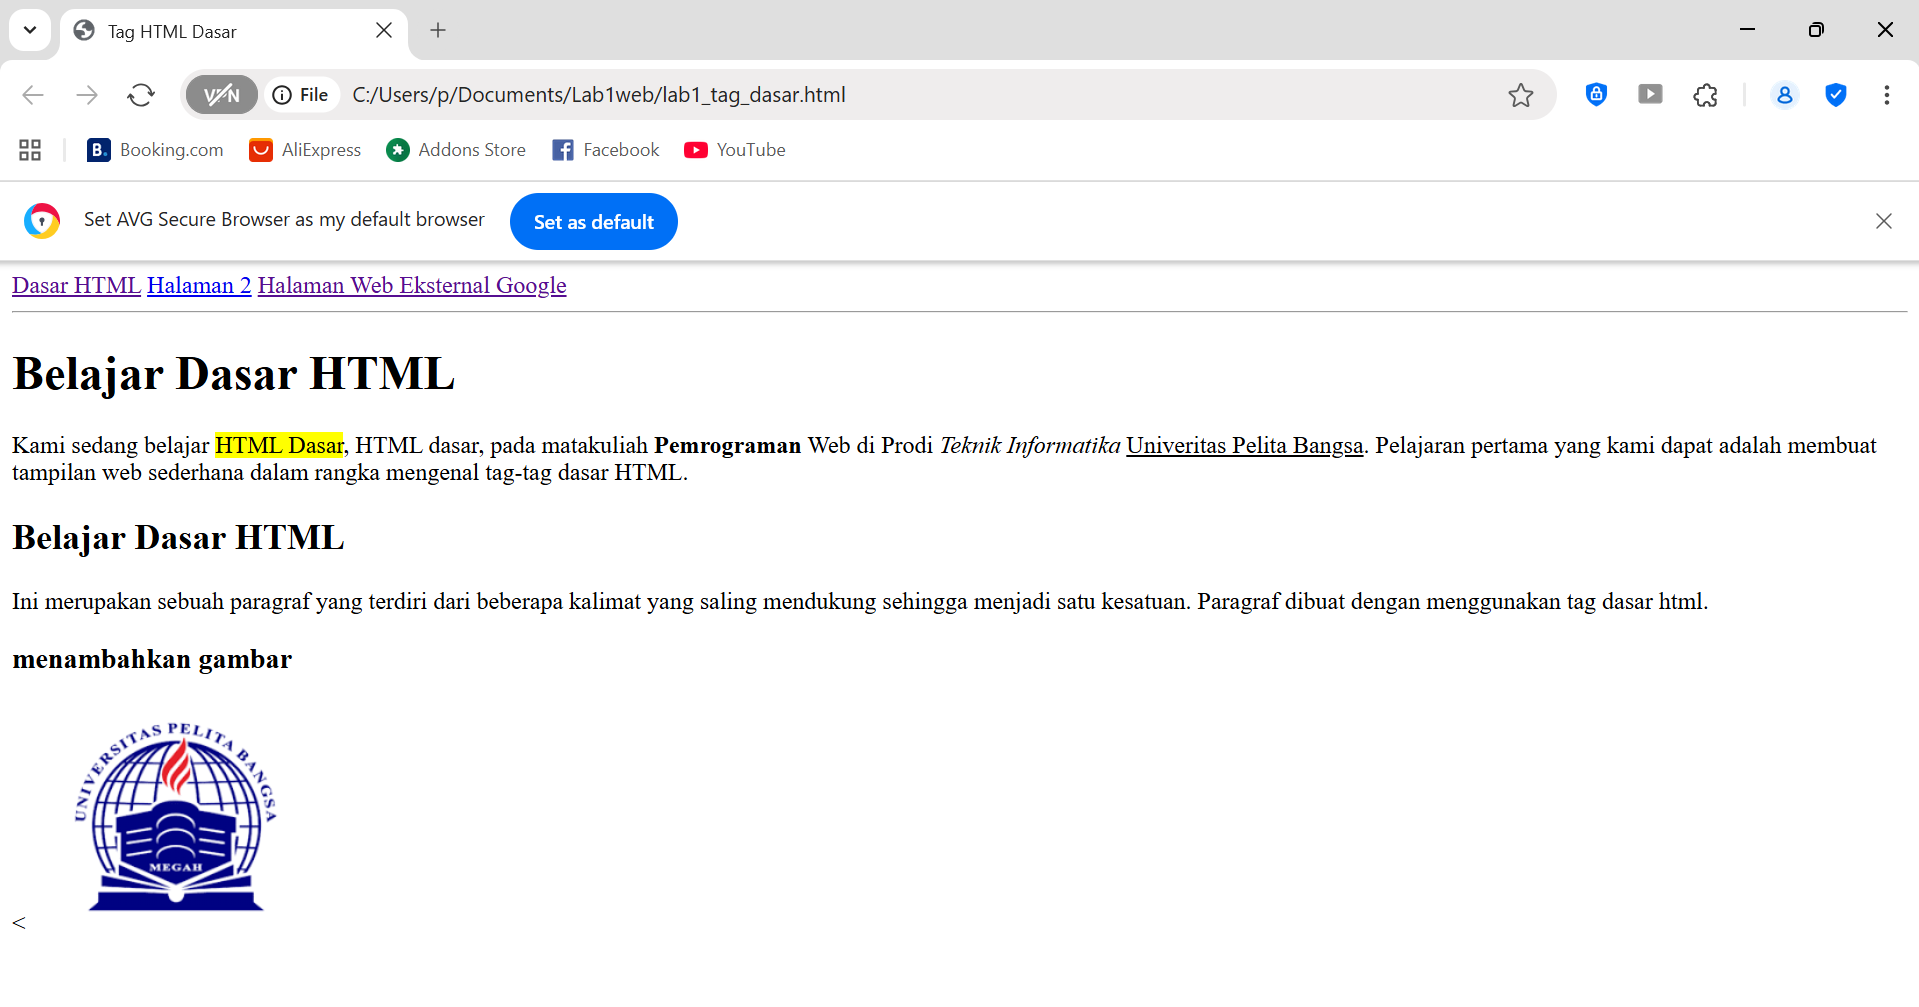 Tag HTML Dasar
VPN
File
C:/Users/p/Documents/Lab1web/lab1_tag_dasar.html
B. Booking.com
AliExpress
Addons Store
Facebook
YouTube
Set AVG Secure Browser as my default browser
Set as default
Dasar HTML Halaman 2 Halaman Web Eksternal Google
Belajar Dasar HTML
Kami sedang belajar HTML Dasar, HTML dasar, pada matakuliah Pemrograman Web di Prodi Teknik Informatika Univeritas Pelita Bangsa. Pelajaran pertama yang kami dapat adalah membuat
tampilan web sederhana dalam rangka mengenal tag-tag dasar HTML.
Belajar Dasar HTML
Ini merupakan sebuah paragraf yang terdiri dari beberapa kalimat yang saling mendukung sehingga menjadi satu kesatuan. Paragraf dibuat dengan menggunakan tag dasar html.
menambahkan gambar
UNIVERSITAS PELITA BANGSA
MEGAH
<